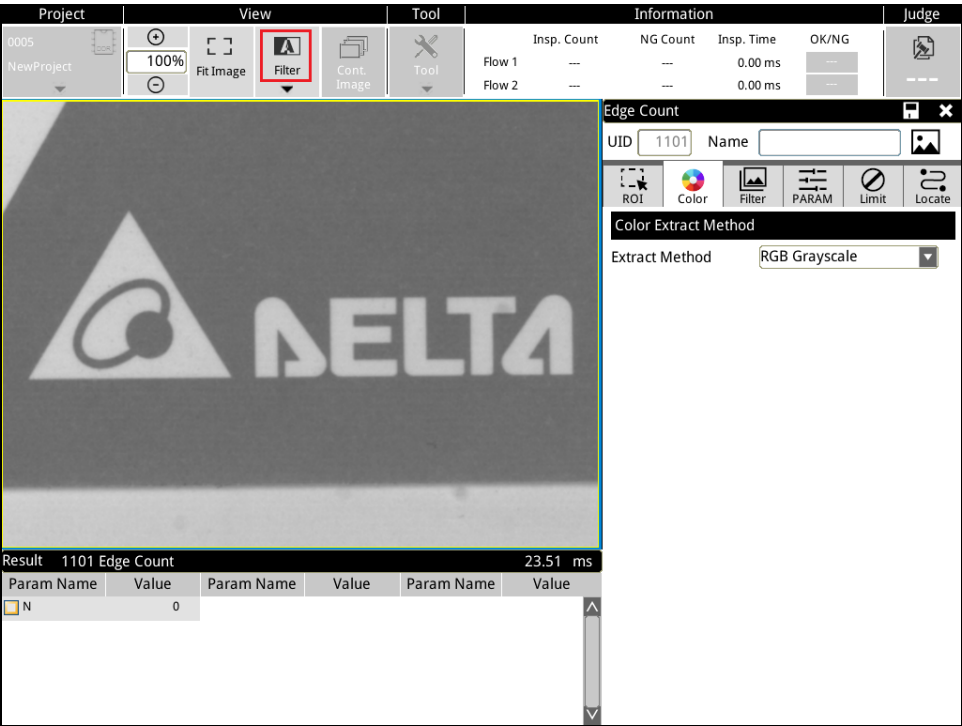 Project View Tool Information Judge
0005
NewProject
100%
Fit Image
Filter
Cont.
Image
Tool
Insp. Count NG Count Insp. Time OK/NG
Flow 1 --- --- 0.00 ms ---
Flow 2 --- --- 0.00 ms ---
---
Edge Count
UID 1101 Name
ROI Color Filter PARAM Limit Locate
Color Extract Method
Extract Method RGB Grayscale
DELTA
Result 1101 Edge Count 23.51 ms
Param Name Value Param Name Value Param Name Value
N 0